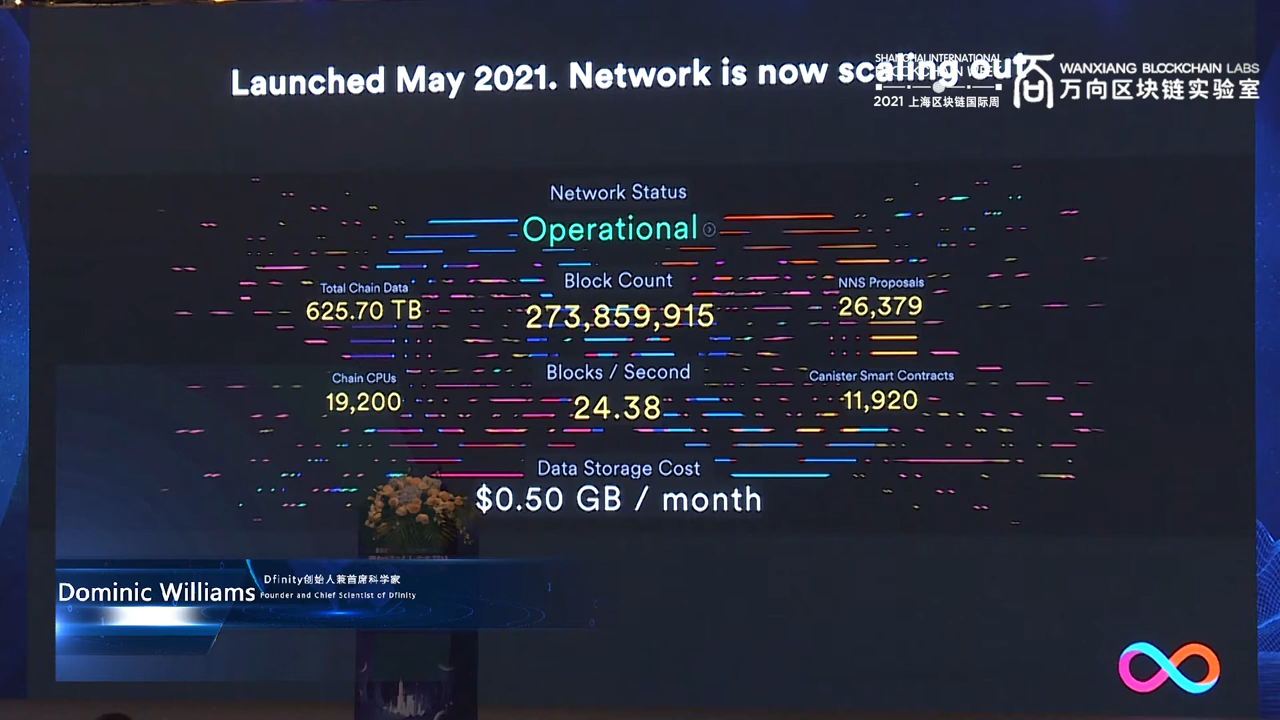 Launched May 2021. Network is now scaling out
SHANGHAI INTERNATIONAL
BLOCKCHAIN WEEK
2021 上海区块链国际周
WANXIANG BLOCKCHAIN LABS
万向区块链实验室
Network Status
Operational
Total Chain Data
625.70 TB
Block Count
273,859,915
NNS Proposals
26,379
Chain CPUs
19,200
Blocks / Second
24.38
Canister Smart Contracts
11,920
Data Storage Cost
$0.50 GB / month
Dominic Williams
Dfinity创始人兼首席科学家
Founder and Chief Scientist of Dfinity